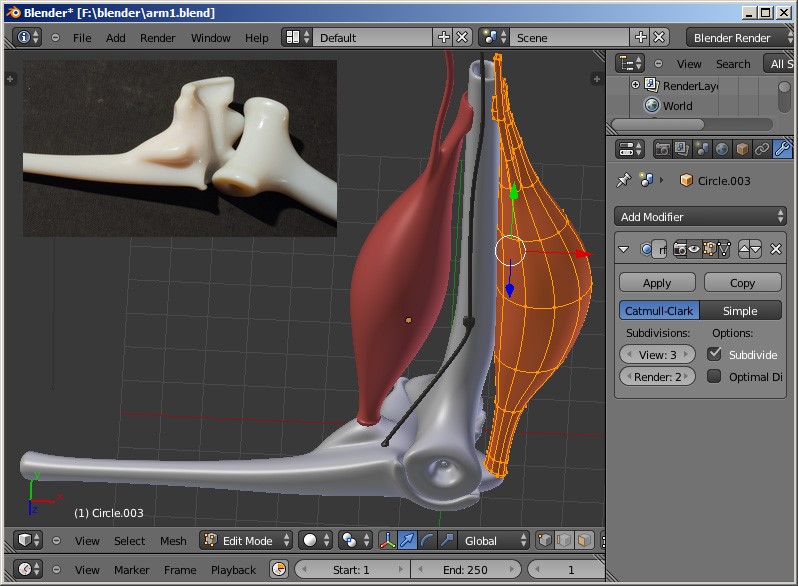 Blender* [F:\blender\arm1.blend]
File Add Render Window Help Default Scene Blender Render
View Search All S
RenderLaye
World
Circle.003
Add Modifier
Apply Copy
Catmull-Clark Simple
Subdivisions: Options:
View: 3 Subdivide
Render: 2 Optimal Di
(1) Circle.003
View Select Mesh Edit Mode Global
View Marker Frame Playback Start: 1 End: 250 1